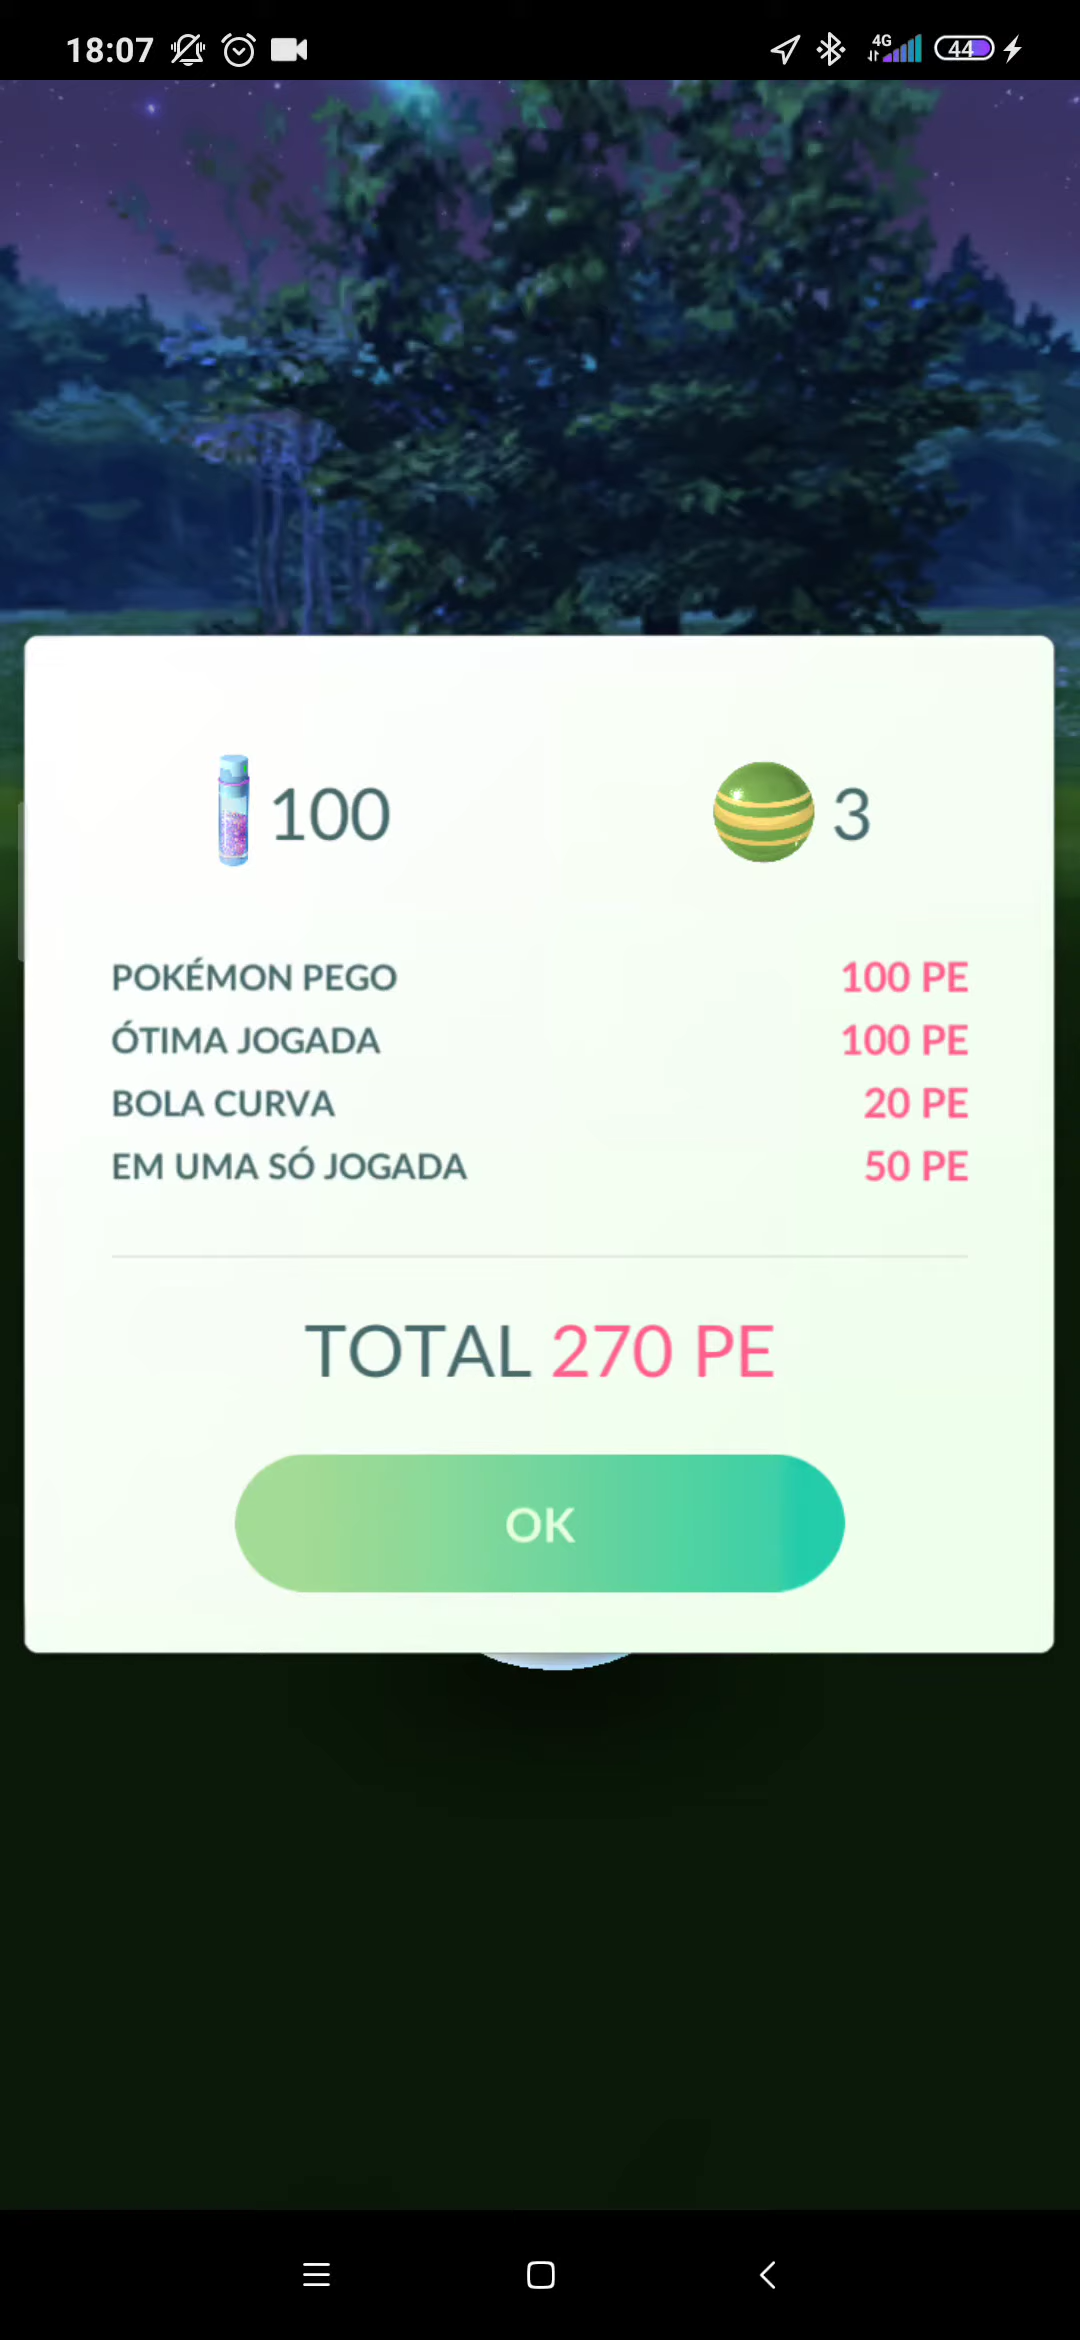 18:07 4G 44
100 3
POKÉMON PEGO 100 PE
ÓTIMA JOGADA 100 PE
BOLA CURVA 20 PE
EM UMA SÓ JOGADA 50 PE
TOTAL 270 PE
OK